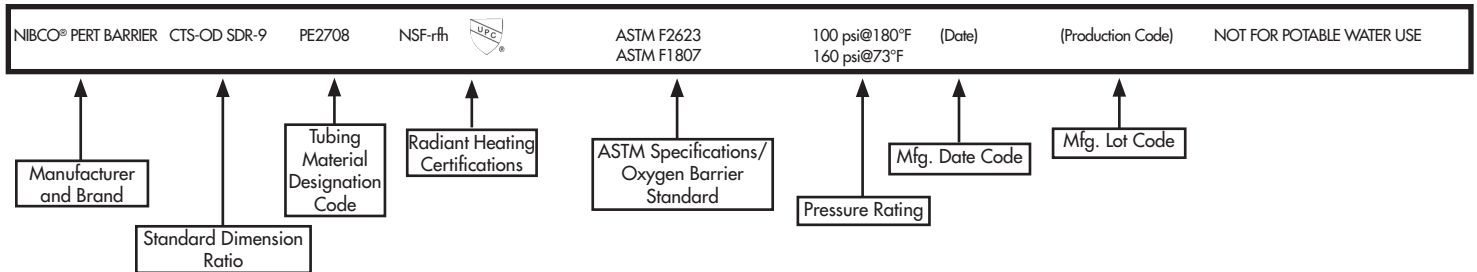 NIBCO® PERT BARRIER CTS-OD SDR-9 PE2708 NSF-rfh UPC ® ASTM F2623 100 psi@180°F (Date) (Production Code) NOT FOR POTABLE WATER USE
ASTM F1807 160 psi@73°F
Manufacturer
and Brand
Standard Dimension
Ratio
Tubing
Material
Designation
Code
Radiant Heating
Certifications
ASTM Specifications/
Oxygen Barrier
Standard
Pressure Rating
Mfg. Date Code
Mfg. Lot Code